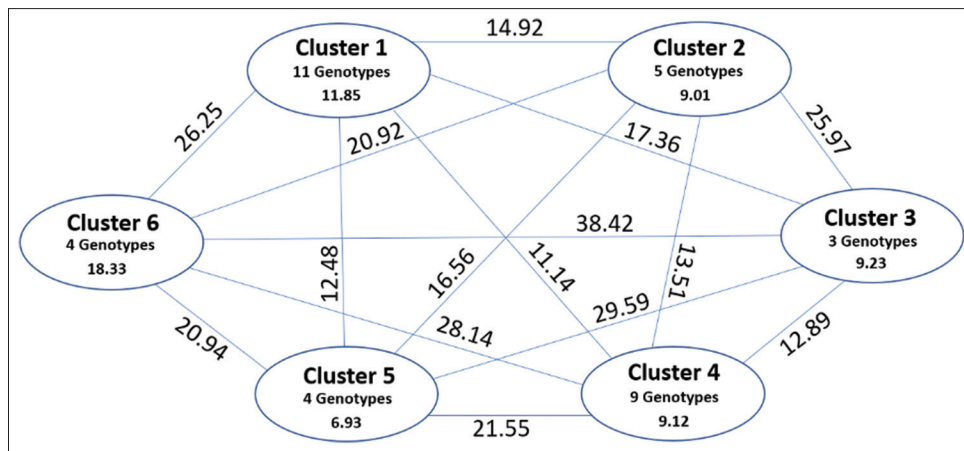 14.92
Cluster 1
11 Genotypes
11.85
Cluster 2
5 Genotypes
9.01
26.25
20.92
17.36
25.97
Cluster 6
4 Genotypes
18.33
38.42
Cluster 3
3 Genotypes
9.23
12.48
16.56
11.14
13.51
29.59
20.94
28.14
12.89
Cluster 5
4 Genotypes
6.93
Cluster 4
9 Genotypes
9.12
21.55